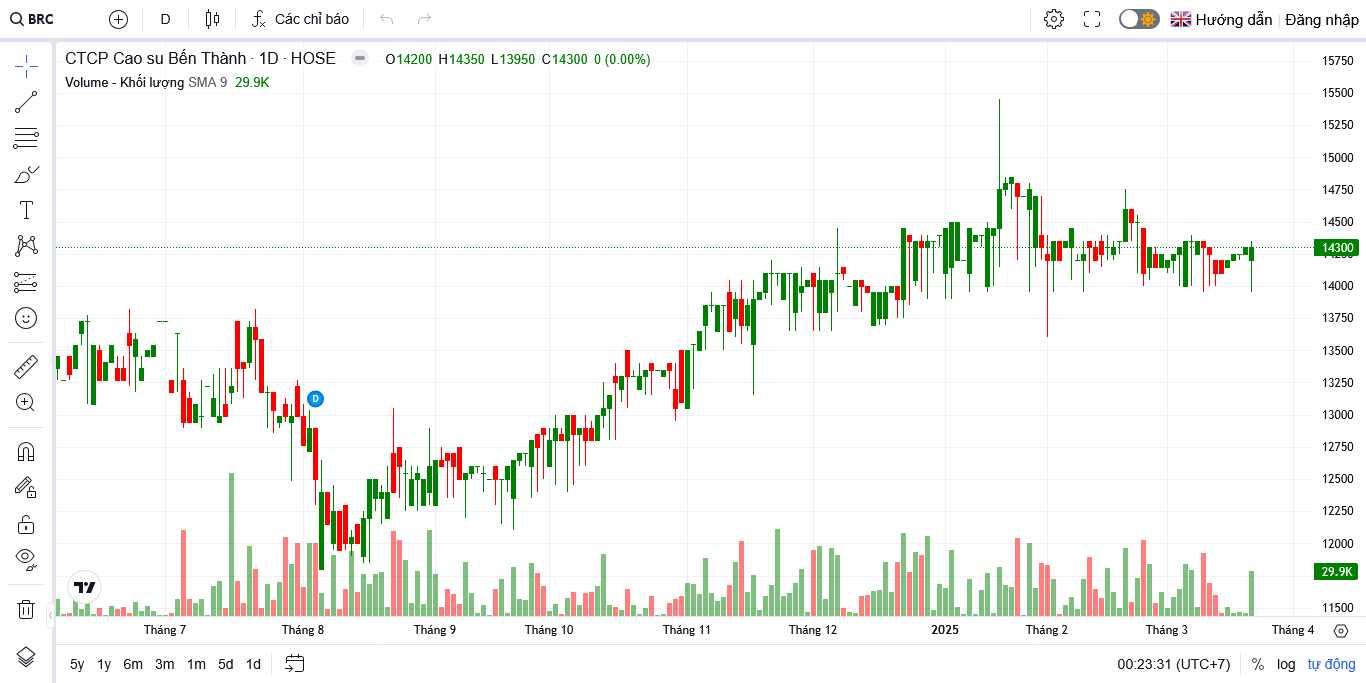 BRC D Các chỉ báo Hướng dẫn Đăng nhập
CTCP Cao su Bến Thành · 1D · HOSE O14200 H14350 L13950 C14300 0 (0.00%)
Volume - Khối lượng SMA 9 29.9K
15750
15500
15250
15000
14750
14500
14300
14000
13750
13500
13250
13000
12750
12500
12250
12000
29.9K
11500
D
Tháng 7 Tháng 8 Tháng 9 Tháng 10 Tháng 11 Tháng 12 2025 Tháng 2 Tháng 3 Tháng 4
5y 1y 6m 3m 1m 5d 1d 00:23:31 (UTC+7) % log tự động